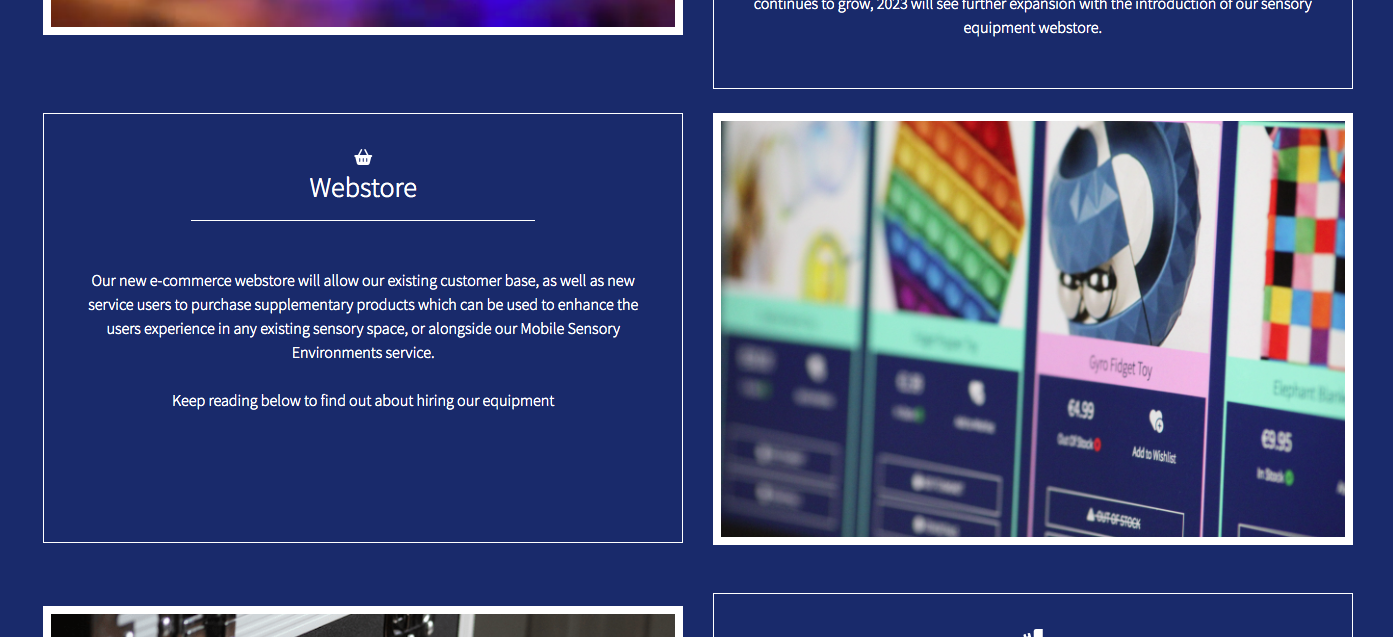 continues to grow, 2023 will see further expansion with the introduction of our sensory
equipment webstore.
Webstore
Our new e-commerce webstore will allow our existing customer base, as well as new
service users to purchase supplementary products which can be used to enhance the
users experience in any existing sensory space, or alongside our Mobile Sensory
Environments service.
Keep reading below to find out about hiring our equipment
Gyro Fidget Toy
€4.99
Out Of Stock
Add to Wishlist
OUT OF STOCK
Elephant
€9.95
In Stock